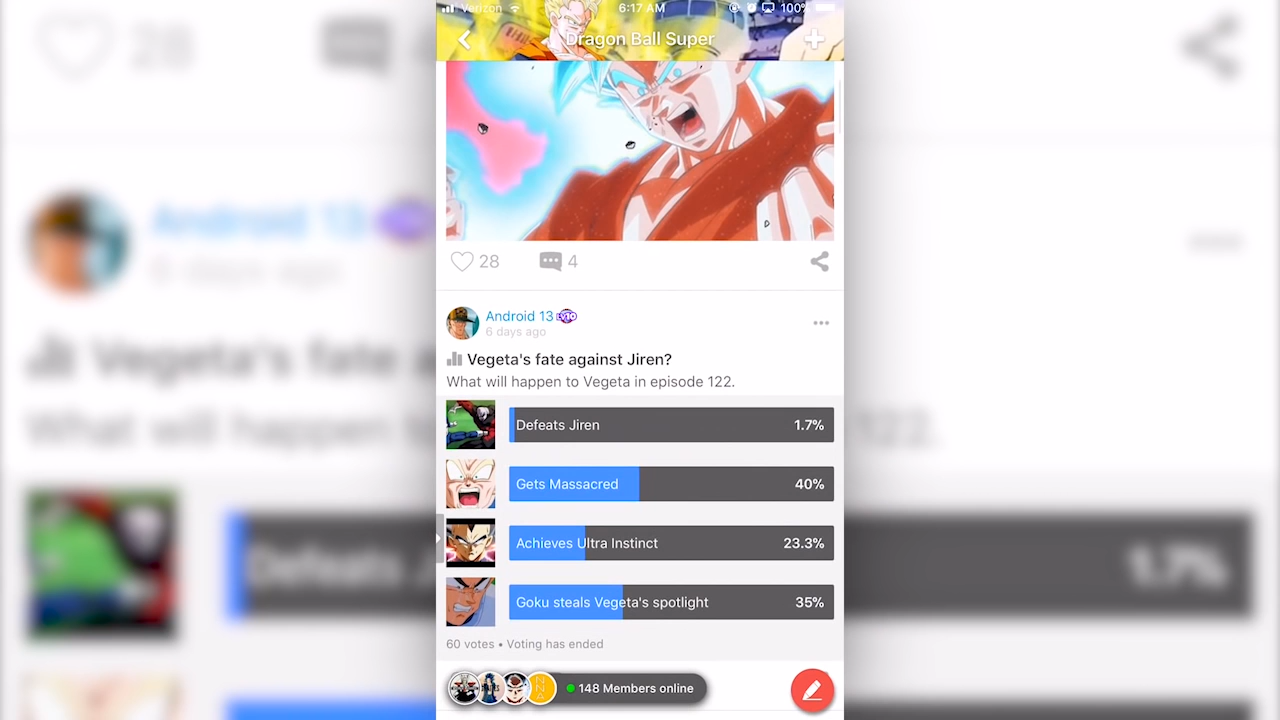 Verizon 6:17 AM 100%
Dragon Ball Super
28 4
Android 13
6 days ago
Vegeta's fate against Jiren?
What will happen to Vegeta in episode 122.
Defeats Jiren 1.7%
Gets Massacred 40%
Achieves Ultra Instinct 23.3%
Goku steals Vegeta's spotlight 35%
60 votes • Voting has ended
148 Members online